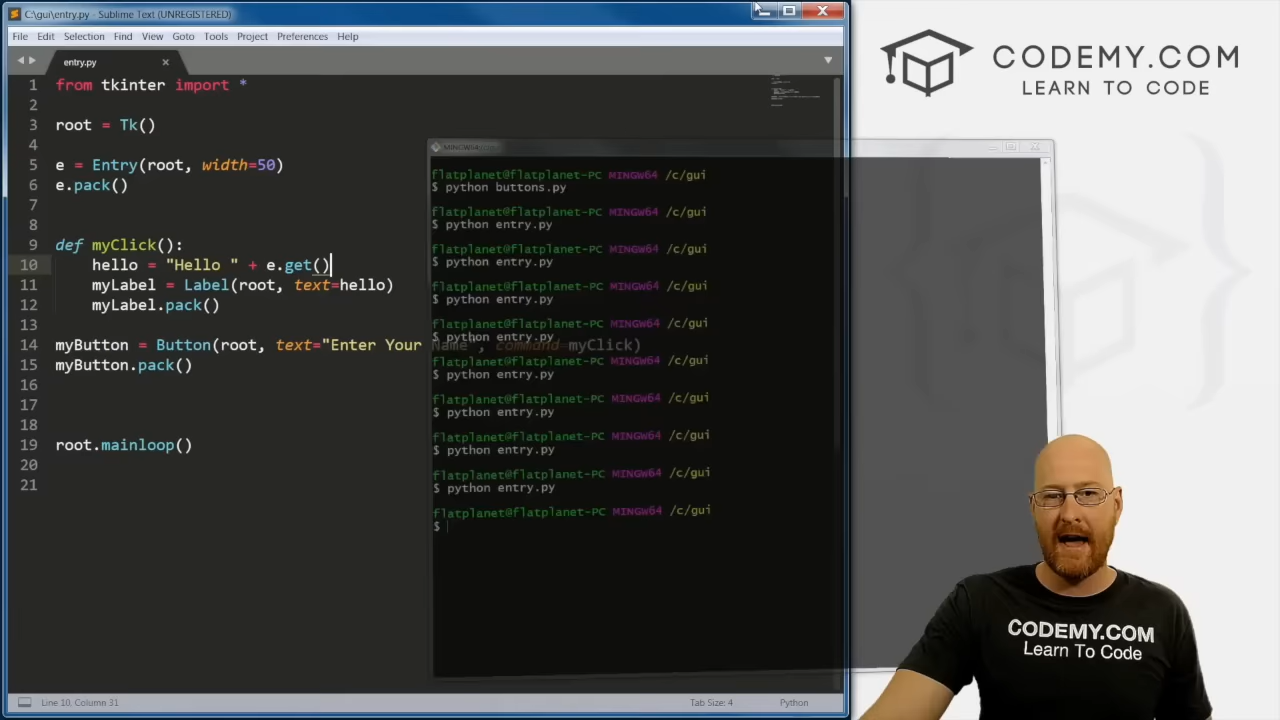 C:\gui\entry.py - Sublime Text (UNREGISTERED)
File Edit Selection Find View Goto Tools Project Preferences Help
entry.py
1 from tkinter import *
2
3 root = Tk()
4
5 e = Entry(root, width=50)
6 e.pack()
7
8
9 def myClick():
10 hello = "Hello " + e.get()
11 myLabel = Label(root, text=hello)
12 myLabel.pack()
13
14 myButton = Button(root, text="Enter Your Name", command=myClick)
15 myButton.pack()
16
17
18
19 root.mainloop()
20
21
Line 10, Column 31
Tab Size: 4
Python
MINGW64:/c/gui
flatplanet@flatplanet-PC MINGW64 /c/gui
$ python buttons.py
flatplanet@flatplanet-PC MINGW64 /c/gui
$ python entry.py
flatplanet@flatplanet-PC MINGW64 /c/gui
$ python entry.py
flatplanet@flatplanet-PC MINGW64 /c/gui
$ python entry.py
flatplanet@flatplanet-PC MINGW64 /c/gui
$ python entry.py
flatplanet@flatplanet-PC MINGW64 /c/gui
$ python entry.py
flatplanet@flatplanet-PC MINGW64 /c/gui
$ python entry.py
flatplanet@flatplanet-PC MINGW64 /c/gui
$ python entry.py
flatplanet@flatplanet-PC MINGW64 /c/gui
$ python entry.py
flatplanet@flatplanet-PC MINGW64 /c/gui
$
CODEMY.COM
LEARN TO CODE
CODEMY.COM
Learn To Code